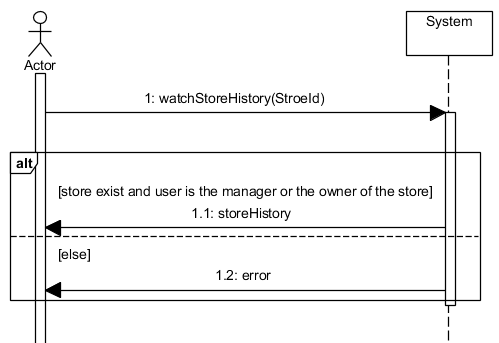 System
Actor
1: watchStoreHistory(StroeId)
alt
[store exist and user is the manager or the owner of the store]
1.1: storeHistory
[else]
1.2: error